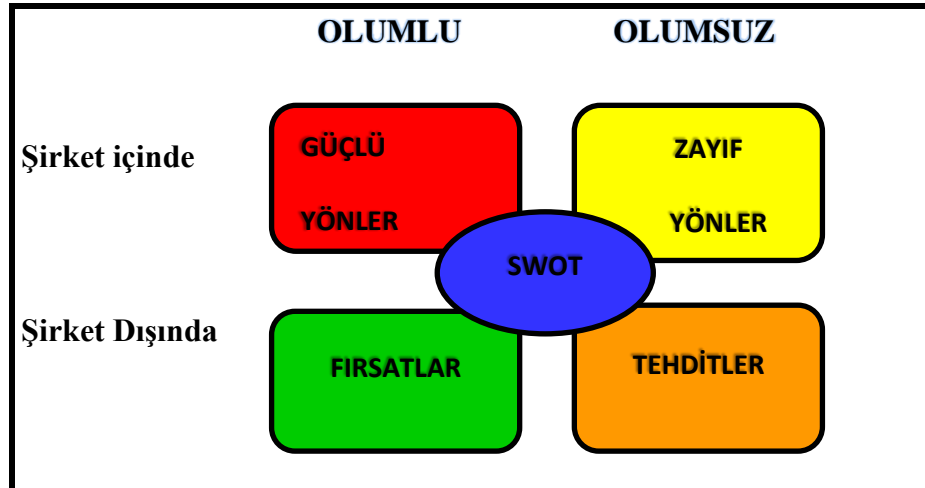 OLUMLU OLUMSUZ
Şirket içinde
GÜÇLÜ
YÖNLER
ZAYIF
YÖNLER
SWOT
Şirket Dışında
FIRSATLAR
TEHDİTLER